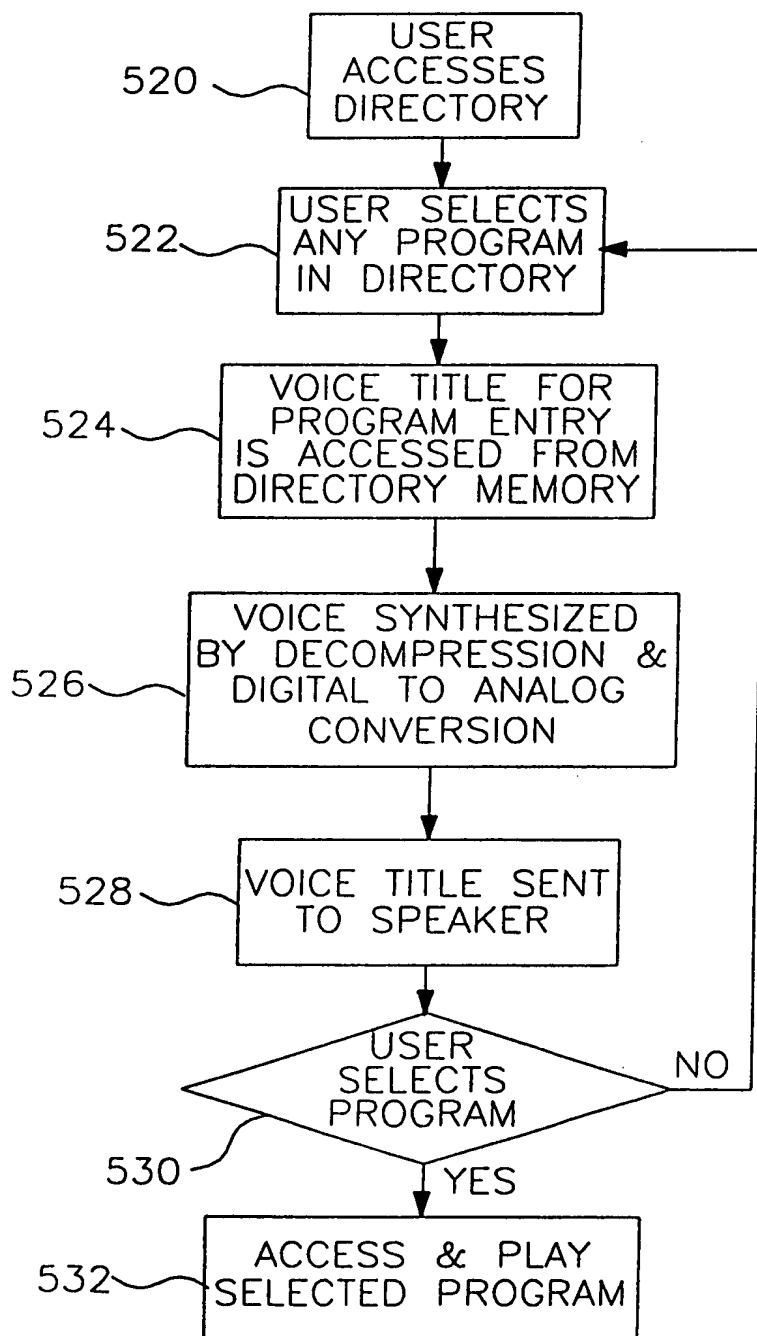 USER
ACCESSES
DIRECTORY
520
USER SELECTS
ANY PROGRAM
IN DIRECTORY
522
VOICE TITLE FOR
PROGRAM ENTRY
IS ACCESSED FROM
DIRECTORY MEMORY
524
VOICE SYNTHESIZED
BY DECOMPRESSION &
DIGITAL TO ANALOG
CONVERSION
526
VOICE TITLE SENT
TO SPEAKER
528
USER
SELECTS
PROGRAM
530
NO
YES
ACCESS & PLAY
SELECTED PROGRAM
532